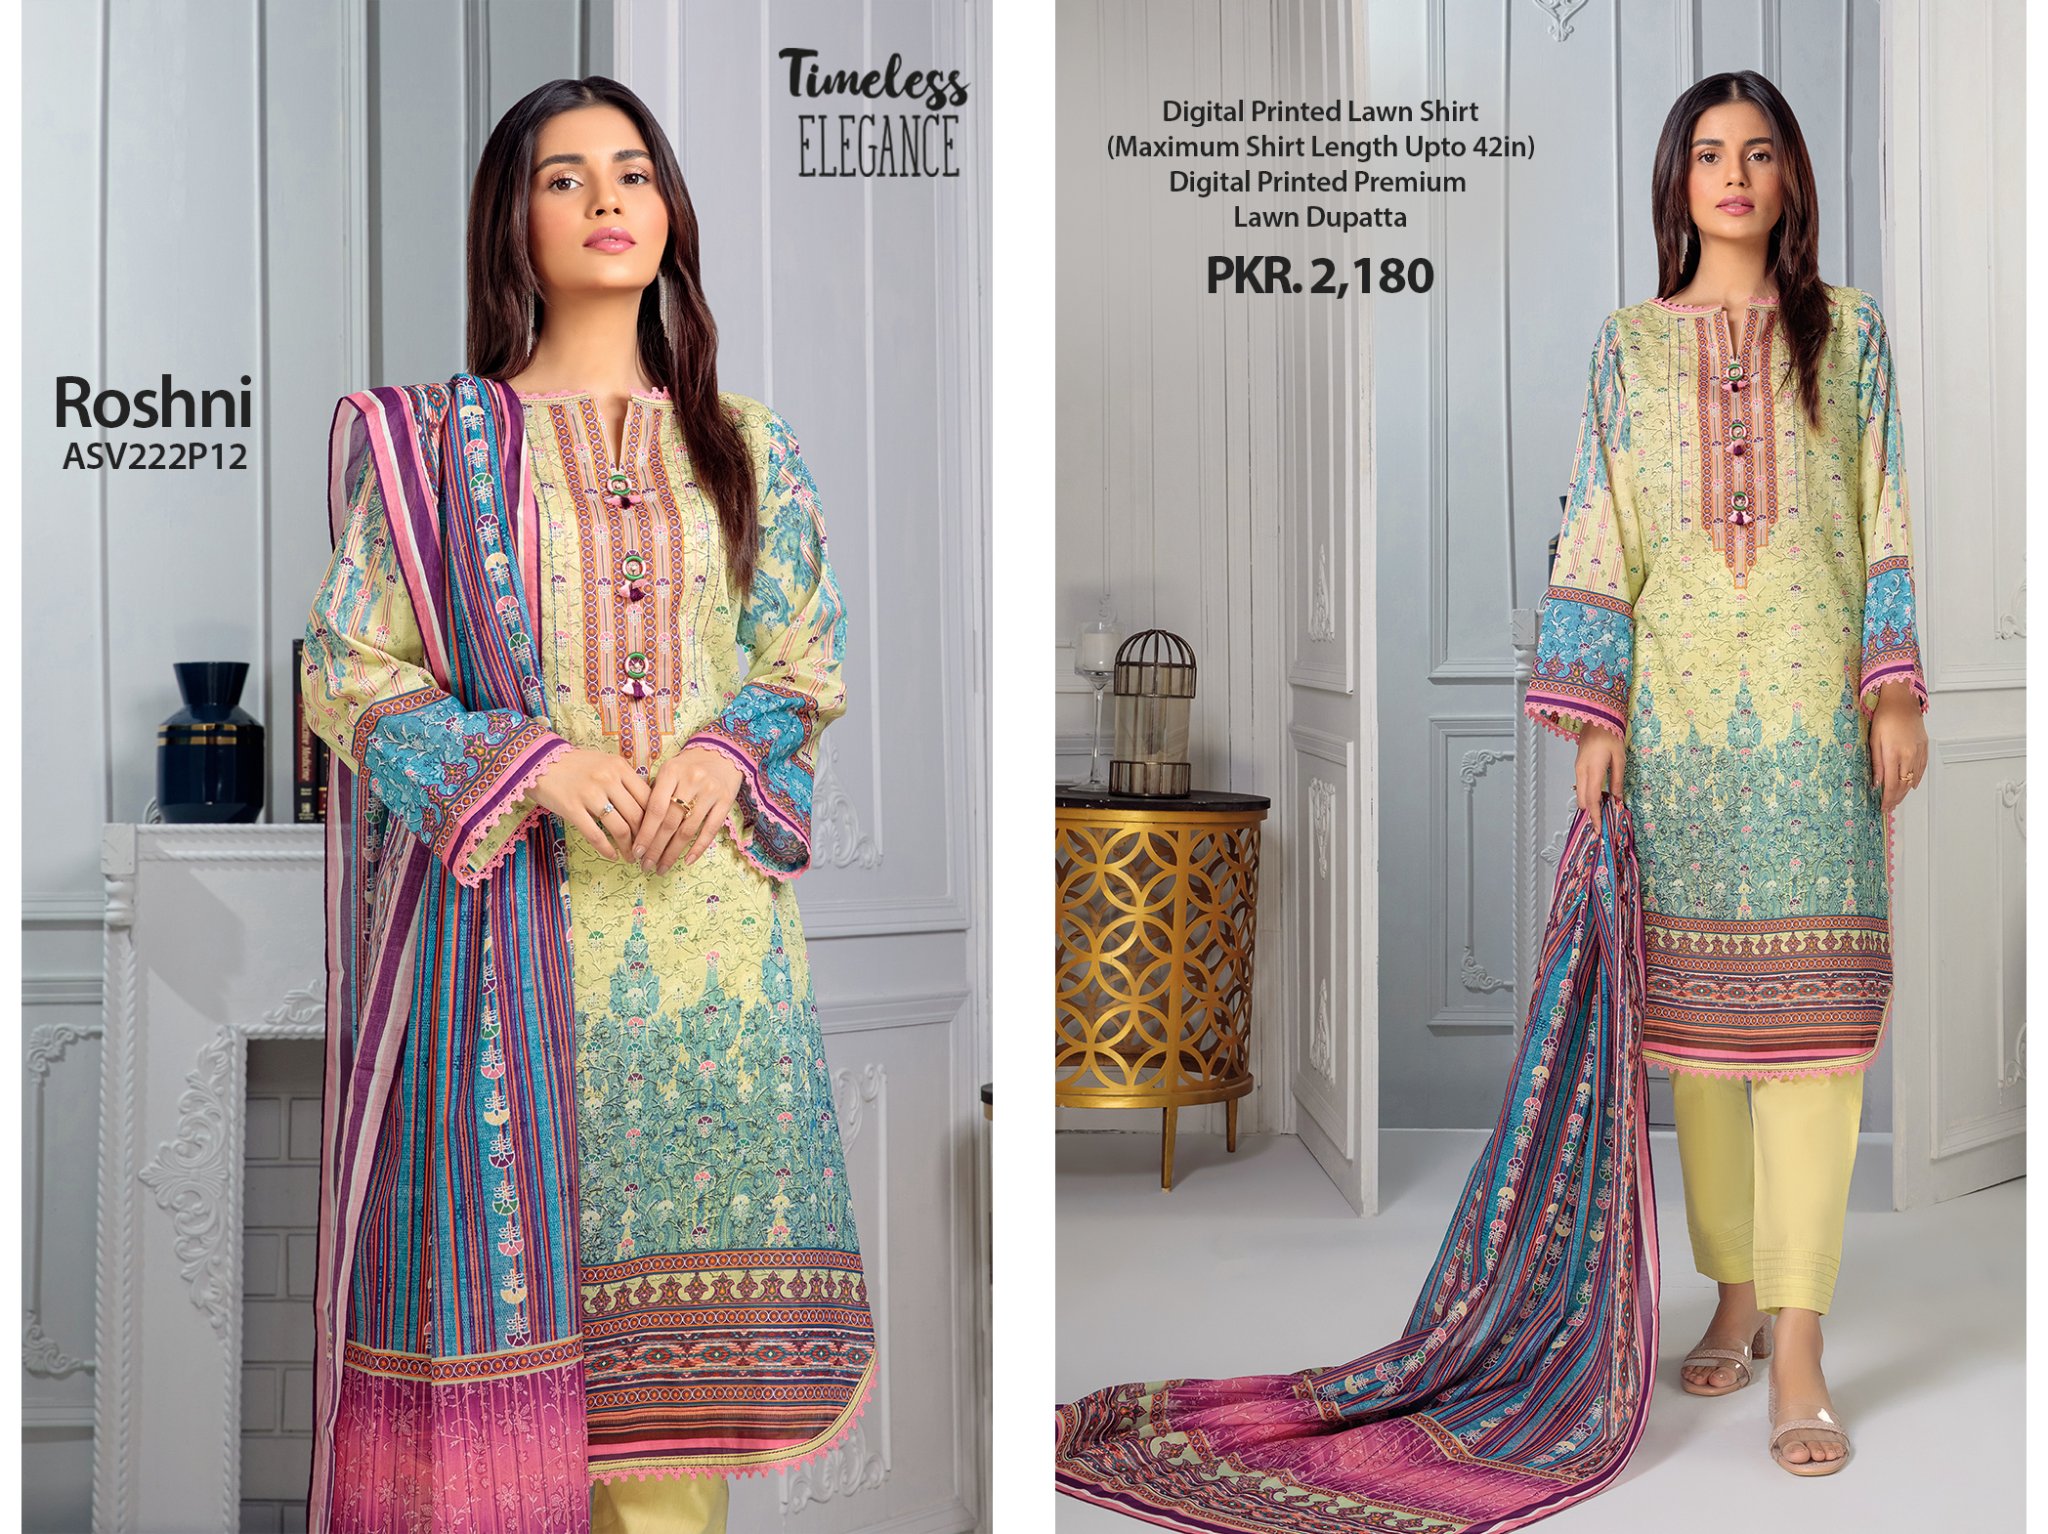 Timeless
ELEGANCE
Roshni
ASV222P12
Digital Printed Lawn Shirt
(Maximum Shirt Length Upto 42in)
Digital Printed Premium
Lawn Dupatta
PKR. 2,180